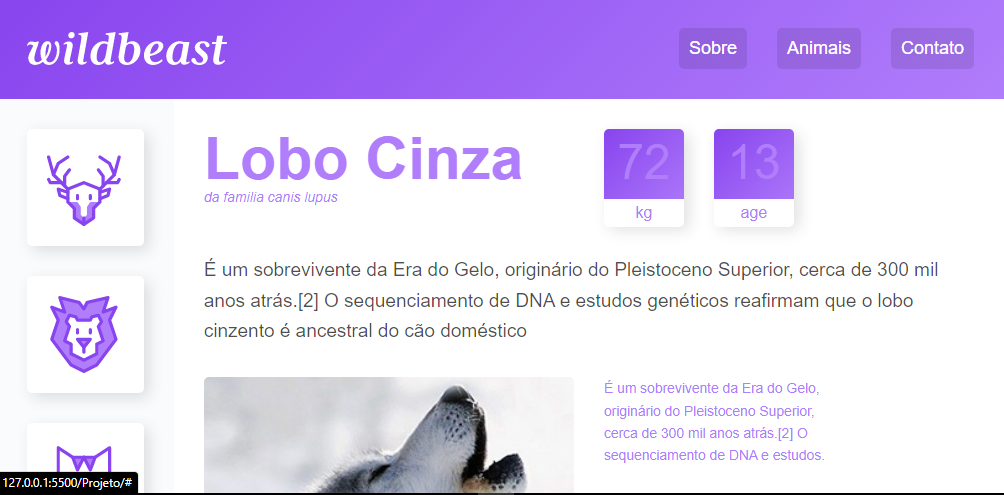 wildbeast
Sobre
Animais
Contato
Lobo Cinza
da familia canis lupus
72
kg
13
age
É um sobrevivente da Era do Gelo, originário do Pleistoceno Superior, cerca de 300 mil
anos atrás.[2] O sequenciamento de DNA e estudos genéticos reafirmam que o lobo
cinzento é ancestral do cão doméstico
É um sobrevivente da Era do Gelo,
originário do Pleistoceno Superior,
cerca de 300 mil anos atrás.[2] O
sequenciamento de DNA e estudos.
127.0.0.1:5500/Projeto/#